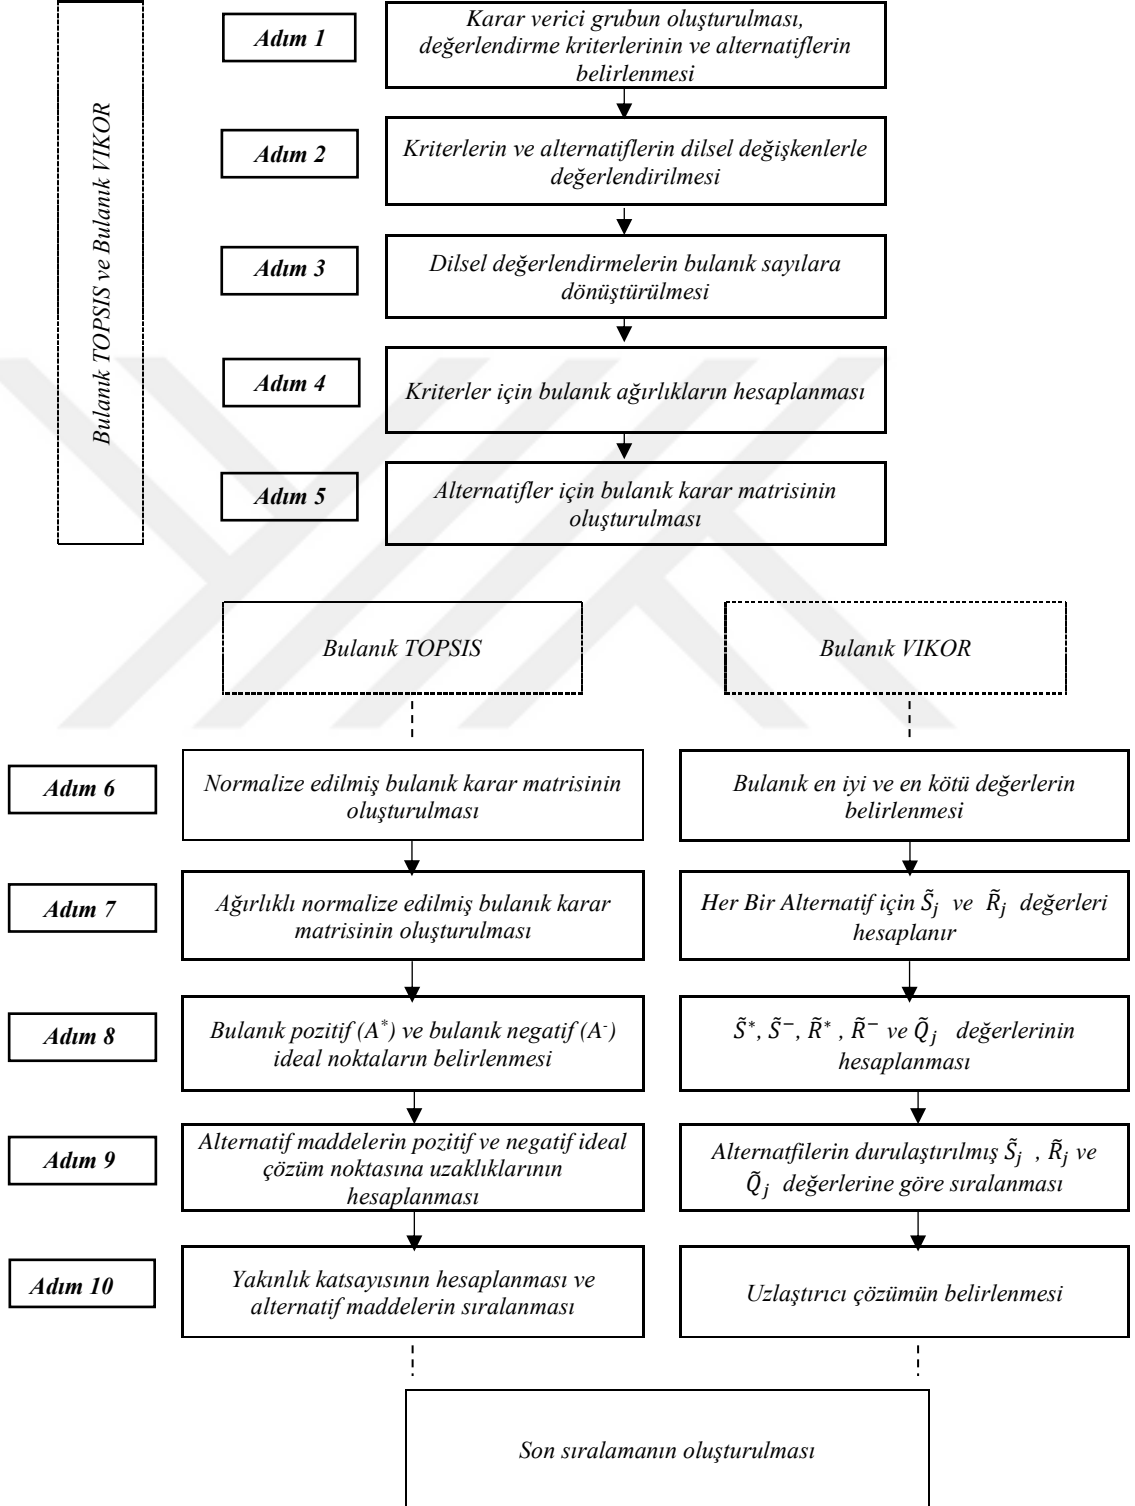 Bulanık TOPSIS ve Bulanık VIKOR
Adım 1
Karar verici grubun oluşturulması,
değerlendirme kriterlerinin ve alternatiflerin
belirlenmesi
Adım 2
Kriterlerin ve alternatiflerin dilsel değişkenlerle
değerlendirilmesi
Adım 3
Dilsel değerlendirmelerin bulanık sayılara
dönüştürülmesi
Adım 4
Kriterler için bulanık ağırlıkların hesaplanması
Adım 5
Alternatifler için bulanık karar matrisinin
oluşturulması
Bulanık TOPSIS
Bulanık VIKOR
Adım 6
Normalize edilmiş bulanık karar matrisinin
oluşturulması
Bulanık en iyi ve en kötü değerlerin
belirlenmesi
Adım 7
Ağırlıklı normalize edilmiş bulanık karar
matrisinin oluşturulması
Her Bir Alternatif için S̃ⱼ ve R̃ⱼ değerleri
hesaplanır
Adım 8
Bulanık pozitif (A*) ve bulanık negatif (A⁻)
ideal noktaların belirlenmesi
S̃*, S̃⁻, R̃*, R̃⁻ ve Q̃ⱼ değerlerinin
hesaplanması
Adım 9
Alternatif maddelerin pozitif ve negatif ideal
çözüm noktasına uzaklıklarının
hesaplanması
Alternatfilerin durulaştırılmış S̃ⱼ , R̃ⱼ ve
Q̃ⱼ değerlerine göre sıralanması
Adım 10
Yakınlık katsayısının hesaplanması ve
alternatif maddelerin sıralanması
Uzlaştırıcı çözümün belirlenmesi
Son sıralamanın oluşturulması